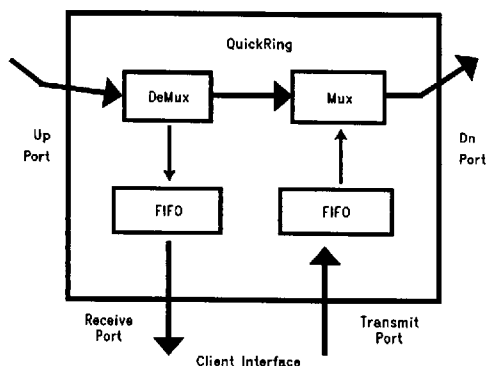 QuickRing
DeMux
Mux
Up
Port
Dn
Port
FIFO
FIFO
Receive
Port
Transmit
Port
Client Interface